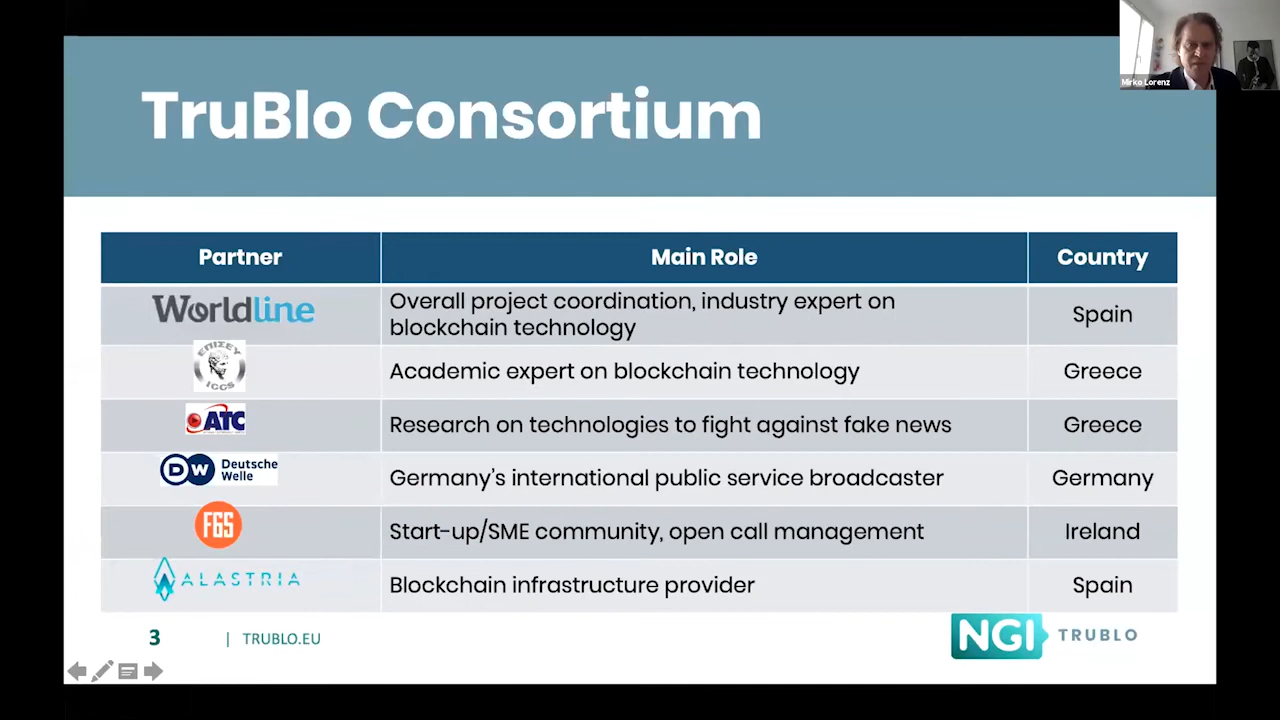 Mirko Lorenz
TruBlo Consortium
Partner Main Role Country
Worldline Overall project coordination, industry expert on
blockchain technology Spain
ΕΠΙΣΕΥ
ICCS Academic expert on blockchain technology Greece
ATC Research on technologies to fight against fake news Greece
DW Deutsche
Welle Germany’s international public service broadcaster Germany
F6S Start-up/SME community, open call management Ireland
ALASTRIA Blockchain infrastructure provider Spain
3 | TRUBLO.EU NGI TRUBLO